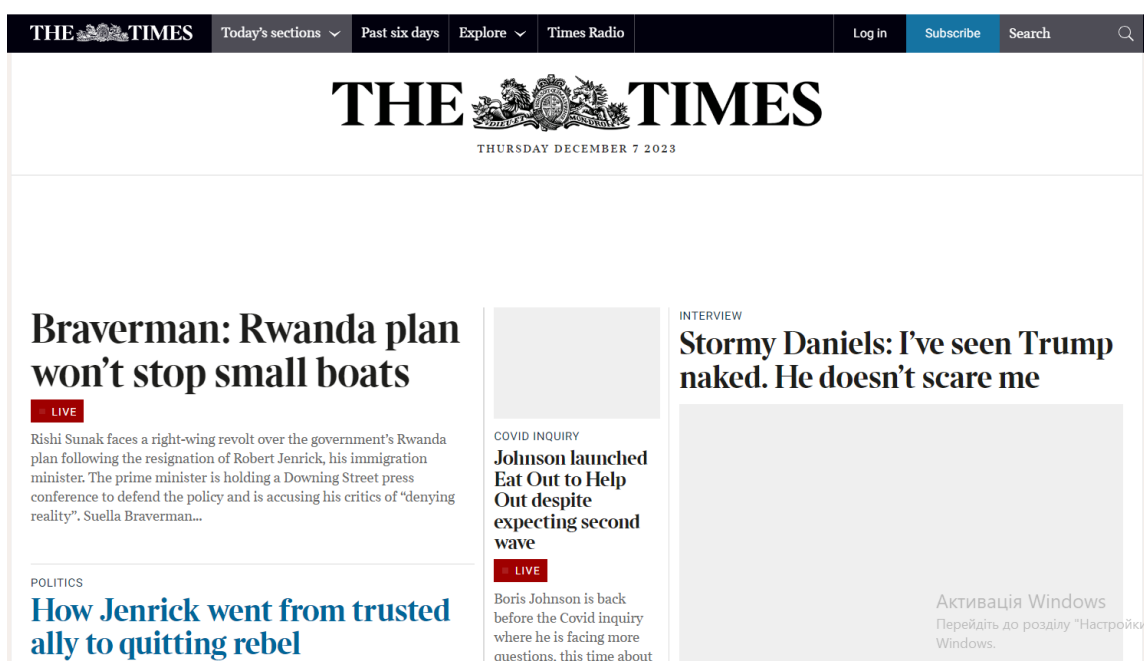 THE TIMES
Today's sections
Past six days
Explore
Times Radio
Log in
Subscribe
Search
THE TIMES
THURSDAY DECEMBER 7 2023
Braverman: Rwanda plan
won't stop small boats
LIVE
Rishi Sunak faces a right-wing revolt over the government's Rwanda
plan following the resignation of Robert Jenrick, his immigration
minister. The prime minister is holding a Downing Street press
conference to defend the policy and is accusing his critics of “denying
reality”. Suella Braverman...
POLITICS
How Jenrick went from trusted
ally to quitting rebel
COVID INQUIRY
Johnson launched
Eat Out to Help
Out despite
expecting second
wave
LIVE
Boris Johnson is back
before the Covid inquiry
where he is facing more
questions, this time about
INTERVIEW
Stormy Daniels: I've seen Trump
naked. He doesn't scare me
Активація Windows
Перейдіть до розділу "Настройки
Windows.